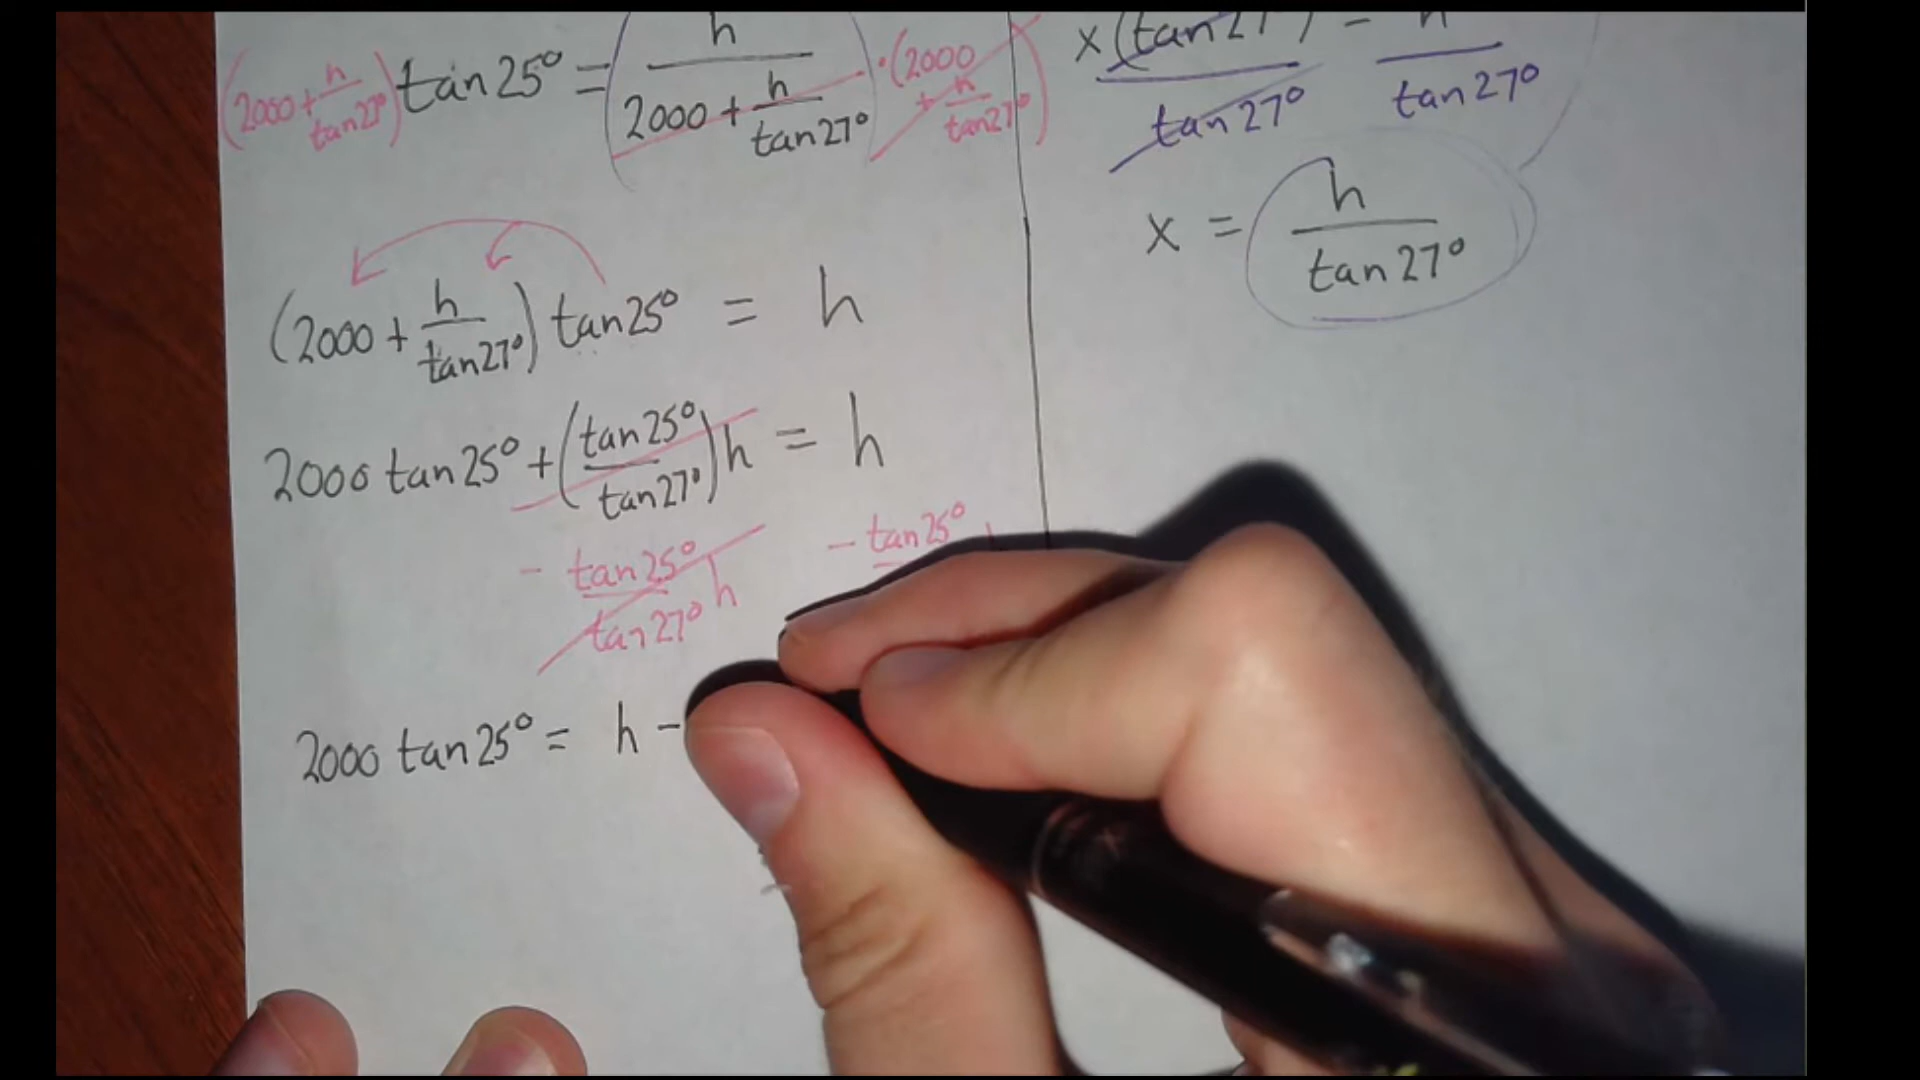 (2000 + h/tan27°) tan25° = (h/(2000 + h/tan27°)) · (2000 + h/tan27°)
(2000 + h/tan27°) tan25° = h
2000 tan25° + (tan25°/tan27°)h = h
- tan25°/tan27° h - tan25°
2000 tan25° = h -
x(tan27°)/tan27° = h/tan27°
x = h/tan27°